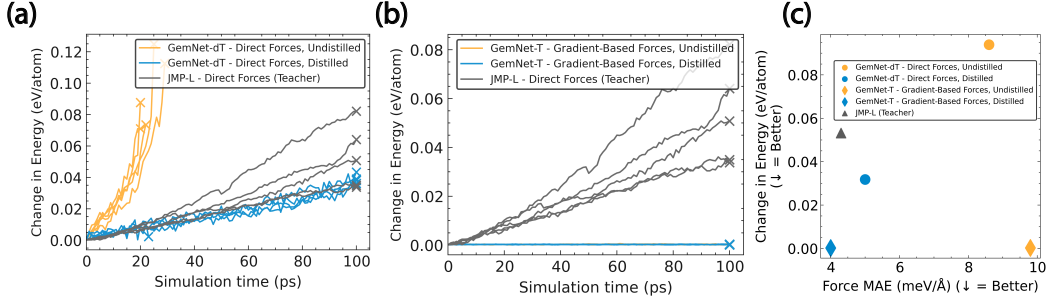 (a)
GemNet-dT - Direct Forces, Undistilled
GemNet-dT - Direct Forces, Distilled
JMP-L - Direct Forces (Teacher)
Change in Energy (eV/atom)
0.12
0.10
0.08
0.06
0.04
0.02
0.00
0
20
40
60
80
100
Simulation time (ps)
(b)
GemNet-T - Gradient-Based Forces, Undistilled
GemNet-T - Gradient-Based Forces, Distilled
JMP-L - Direct Forces (Teacher)
Change in Energy (eV/atom)
0.08
0.06
0.04
0.02
0.00
0
20
40
60
80
100
Simulation time (ps)
(c)
GemNet-dT - Direct Forces, Undistilled
GemNet-dT - Direct Forces, Distilled
GemNet-T - Gradient-Based Forces, Undistilled
GemNet-T - Gradient-Based Forces, Distilled
JMP-L (Teacher)
Change in Energy (eV/atom)
(↓ = Better)
0.08
0.06
0.04
0.02
0.00
4
6
8
10
Force MAE (meV/Å) (↓ = Better)